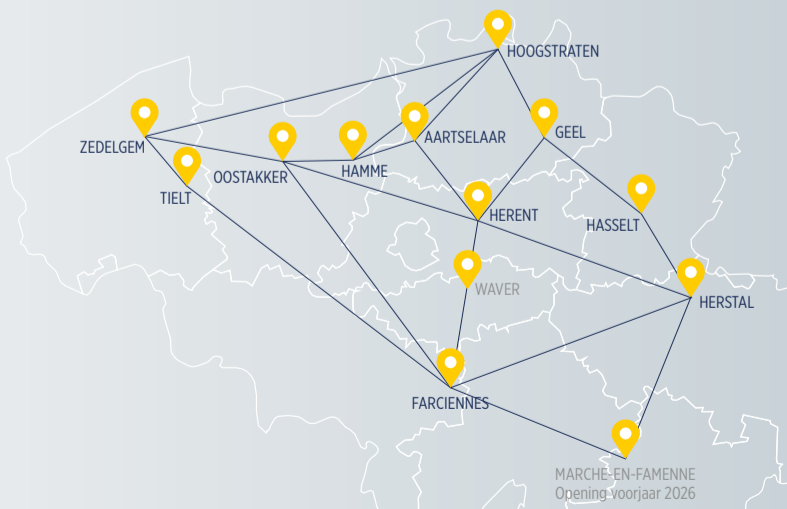 HOOGSTRATEN
ZEDELGEM
AARTSELAAR
GEEL
OOSTAKKER
HAMME
TIELT
HERENT
HASSELT
WAVER
HERSTAL
FARCIENNES
MARCHE-EN-FAMENNE
Opening voorjaar 2026